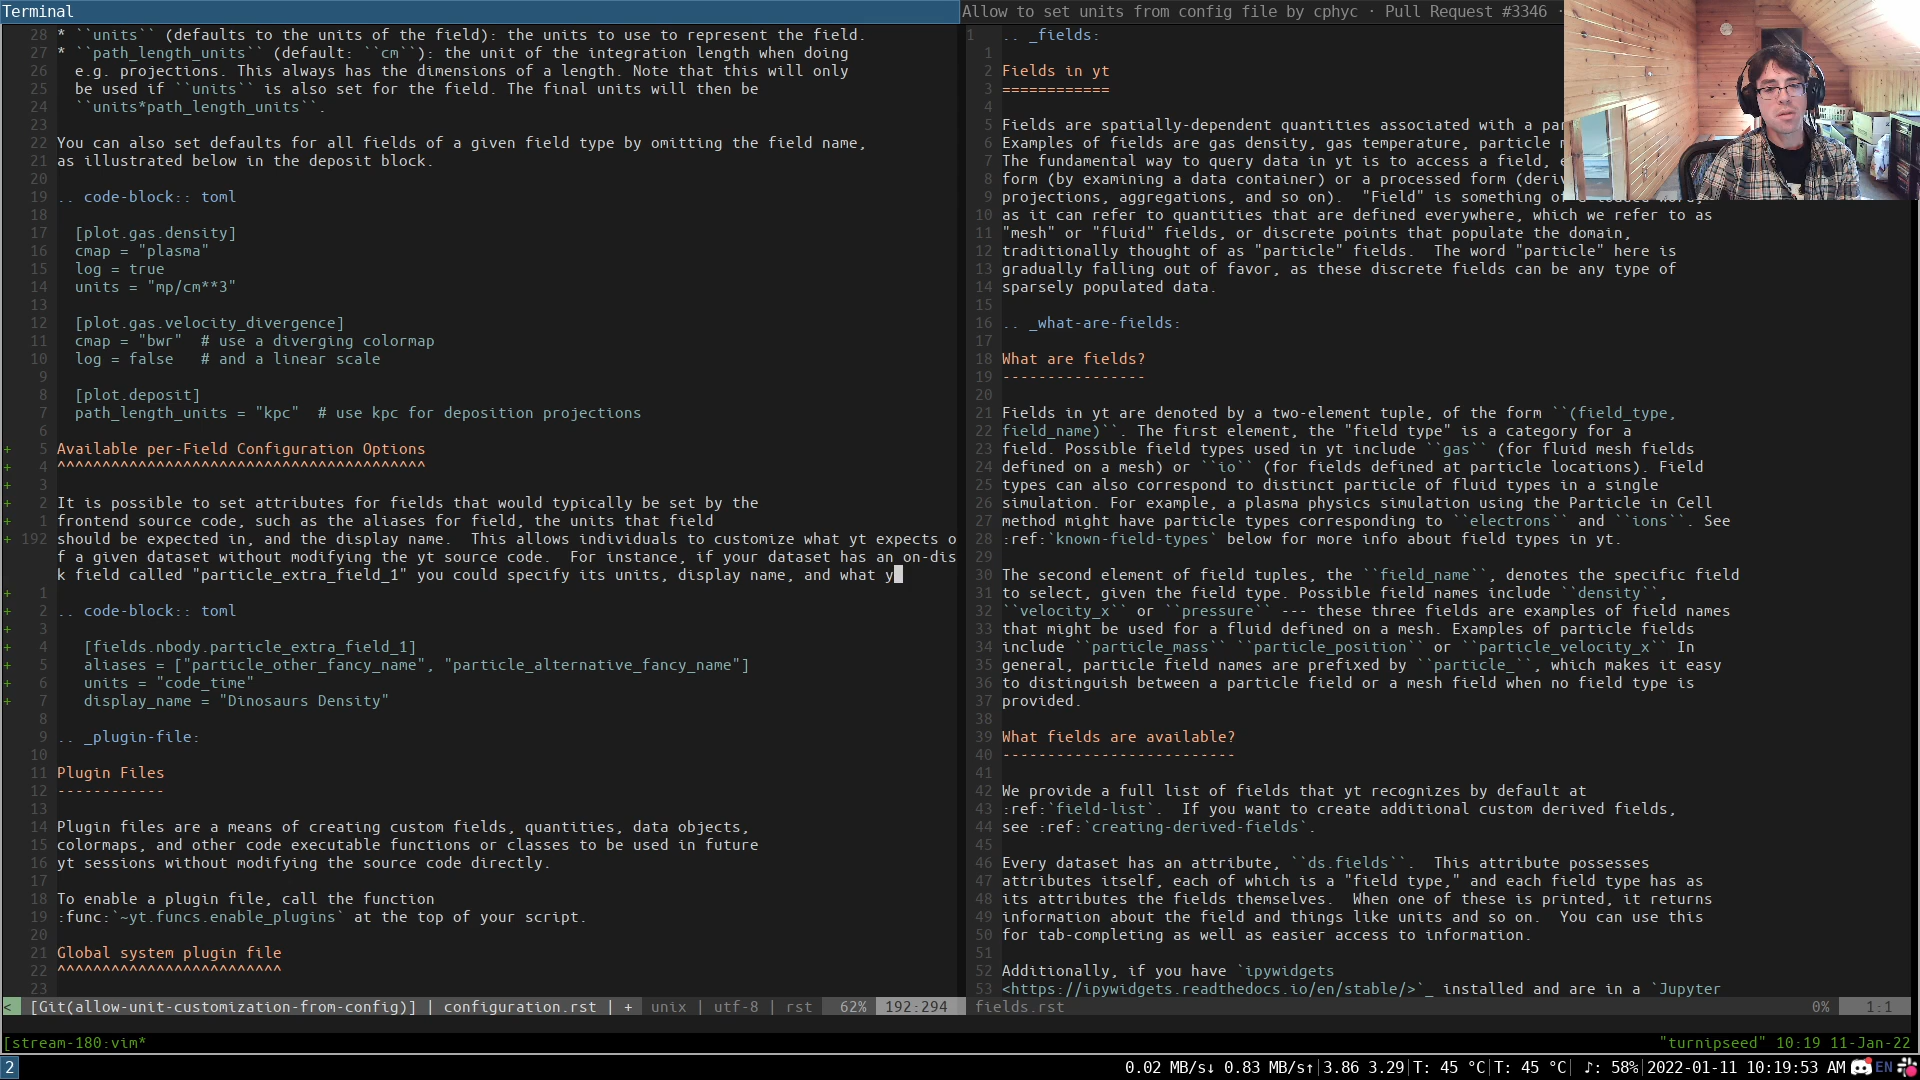 Terminal
28 * ``units`` (defaults to the units of the field): the units to use to represent the field.
27 * ``path_length_units`` (default: ``cm``): the unit of the integration length when doing
26 e.g. projections. This always has the dimensions of a length. Note that this will only
25 be used if ``units`` is also set for the field. The final units will then be
24 ``units*path_length_units``.
23
22 You can also set defaults for all fields of a given field type by omitting the field name,
21 as illustrated below in the deposit block.
20
19 .. code-block:: toml
18
17 [plot.gas.density]
16 cmap = "plasma"
15 log = true
14 units = "mp/cm**3"
13
12 [plot.gas.velocity_divergence]
11 cmap = "bwr" # use a diverging colormap
10 log = false # and a linear scale
9
8 [plot.deposit]
7 path_length_units = "kpc" # use kpc for deposition projections
6
+ 5 Available per-Field Configuration Options
+ 4 ^^^^^^^^^^^^^^^^^^^^^^^^^^^^^^^^^^^^^^^^^
+ 3
+ 2 It is possible to set attributes for fields that would typically be set by the
+ 1 frontend source code, such as the aliases for field, the units that field
+ 192 should be expected in, and the display name. This allows individuals to customize what yt expects o
f a given dataset without modifying the yt source code. For instance, if your dataset has an on-dis
k field called "particle_extra_field_1" you could specify its units, display name, and what y
+ 1
+ 2 .. code-block:: toml
+ 3
+ 4 [fields.nbody.particle_extra_field_1]
+ 5 aliases = ["particle_other_fancy_name", "particle_alternative_fancy_name"]
+ 6 units = "code_time"
+ 7 display_name = "Dinosaurs Density"
8
9 .. _plugin-file:
10
11 Plugin Files
12 ------------
13
14 Plugin files are a means of creating custom fields, quantities, data objects,
15 colormaps, and other code executable functions or classes to be used in future
16 yt sessions without modifying the source code directly.
17
18 To enable a plugin file, call the function
19 :func:`~yt.funcs.enable_plugins` at the top of your script.
20
21 Global system plugin file
22 ^^^^^^^^^^^^^^^^^^^^^^^^^
23
< [Git(allow-unit-customization-from-config)] | configuration.rst | + unix | utf-8 | rst 62% 192:294
Allow to set units from config file by cphyc · Pull Request #3346 ·
1 .. _fields:
1
2 Fields in yt
3 ============
4
5 Fields are spatially-dependent quantities associated with a
6 Examples of fields are gas density, gas temperature, particle
7 The fundamental way to query data in yt is to access a field,
8 form (by examining a data container) or a processed form
9 projections, aggregations, and so on). "Field" is something
10 as it can refer to quantities that are defined everywhere, which we refer to as
11 "mesh" or "fluid" fields, or discrete points that populate the domain,
12 traditionally thought of as "particle" fields. The word "particle" here is
13 gradually falling out of favor, as these discrete fields can be any type of
14 sparsely populated data.
15
16 .. _what-are-fields:
17
18 What are fields?
19 ----------------
20
21 Fields in yt are denoted by a two-element tuple, of the form ``(field_type,
22 field_name)``. The first element, the "field type" is a category for a
23 field. Possible field types used in yt include ``gas`` (for fluid mesh fields
24 defined on a mesh) or ``io`` (for fields defined at particle locations). Field
25 types can also correspond to distinct particle of fluid types in a single
26 simulation. For example, a plasma physics simulation using the Particle in Cell
27 method might have particle types corresponding to ``electrons`` and ``ions``. See
28 :ref:`known-field-types` below for more info about field types in yt.
29
30 The second element of field tuples, the ``field_name``, denotes the specific field
31 to select, given the field type. Possible field names include ``density``,
32 ``velocity_x`` or ``pressure`` --- these three fields are examples of field names
33 that might be used for a fluid defined on a mesh. Examples of particle fields
34 include ``particle_mass`` ``particle_position`` or ``particle_velocity_x`` In
35 general, particle field names are prefixed by ``particle_``, which makes it easy
36 to distinguish between a particle field or a mesh field when no field type is
37 provided.
38
39 What fields are available?
40 --------------------------
41
42 We provide a full list of fields that yt recognizes by default at
43 :ref:`field-list`. If you want to create additional custom derived fields,
44 see :ref:`creating-derived-fields`.
45
46 Every dataset has an attribute, ``ds.fields``. This attribute possesses
47 attributes itself, each of which is a "field type," and each field type has as
48 its attributes the fields themselves. When one of these is printed, it returns
49 information about the field and things like units and so on. You can use this
50 for tab-completing as well as easier access to information.
51
52 Additionally, if you have `ipywidgets
53 <https://ipywidgets.readthedocs.io/en/stable/>`_ installed and are in a `Jupyter
fields.rst 0% 1:1
[stream-180:vim* "turnipseed" 10:19 11-Jan-22
2 0.02 MB/s↓ 0.83 MB/s↑|3.86 3.29|T: 45 °C|T: 45 °C| ♪: 58%|2022-01-11 10:19:53 AM EN